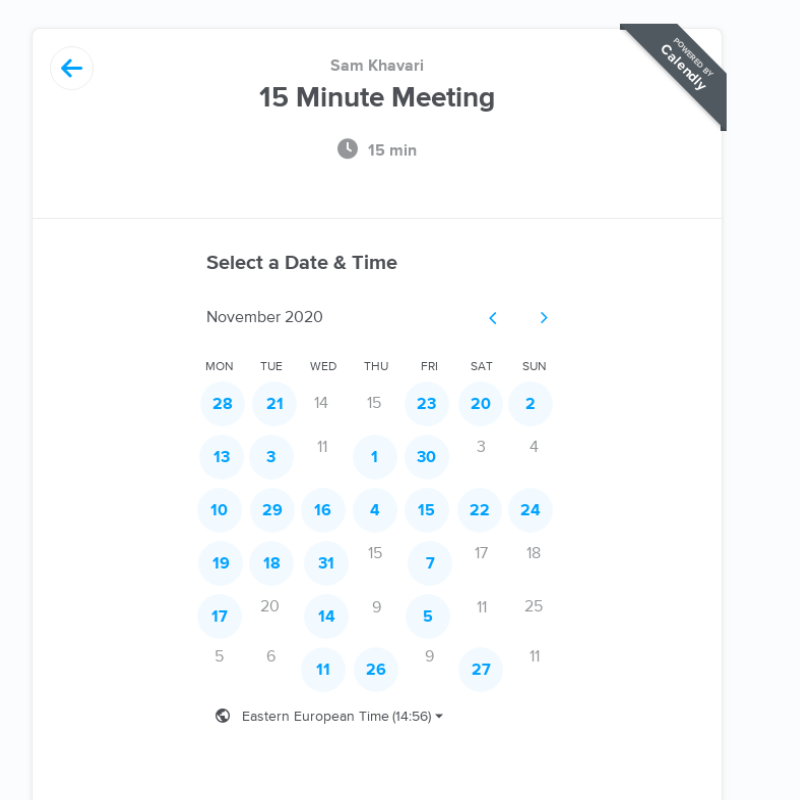 POWERED BY
Calendly
Sam Khavari
15 Minute Meeting
15 min
Select a Date & Time
November 2020
MON TUE WED THU FRI SAT SUN
28 21 14 15 23 20 2
13 3 11 1 30 3 4
10 29 16 4 15 22 24
19 18 31 15 7 17 18
17 20 14 9 5 11 25
5 6 11 26 9 27 11
Eastern European Time (14:56)